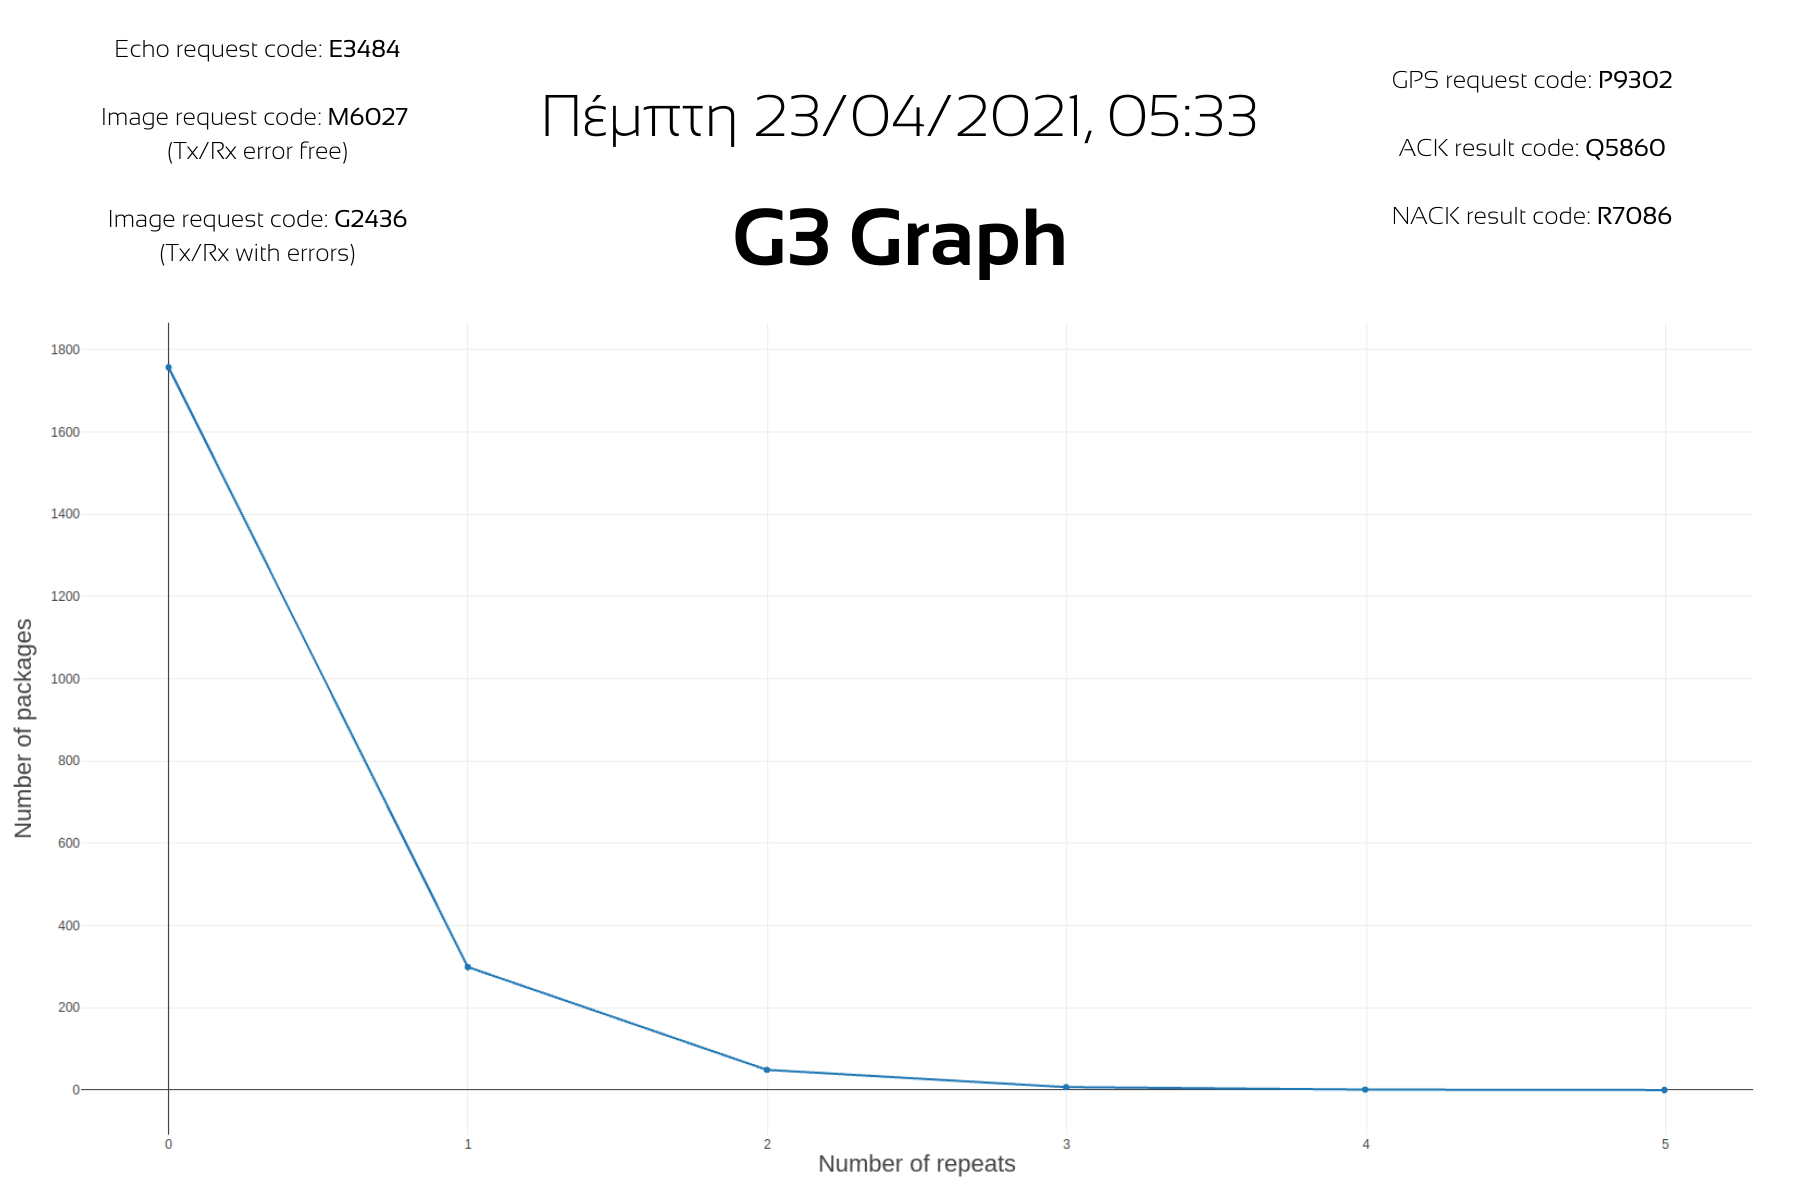 Echo request code: E3484
Image request code: M6027
(Tx/Rx error free)
Image request code: G2436
(Tx/Rx with errors)
Πέμπτη 23/04/2021, 05:33
G3 Graph
GPS request code: P9302
ACK result code: Q5860
NACK result code: R7086
Number of packages
1800
1600
1400
1200
1000
800
600
400
200
0
0 1 2 3 4 5
Number of repeats